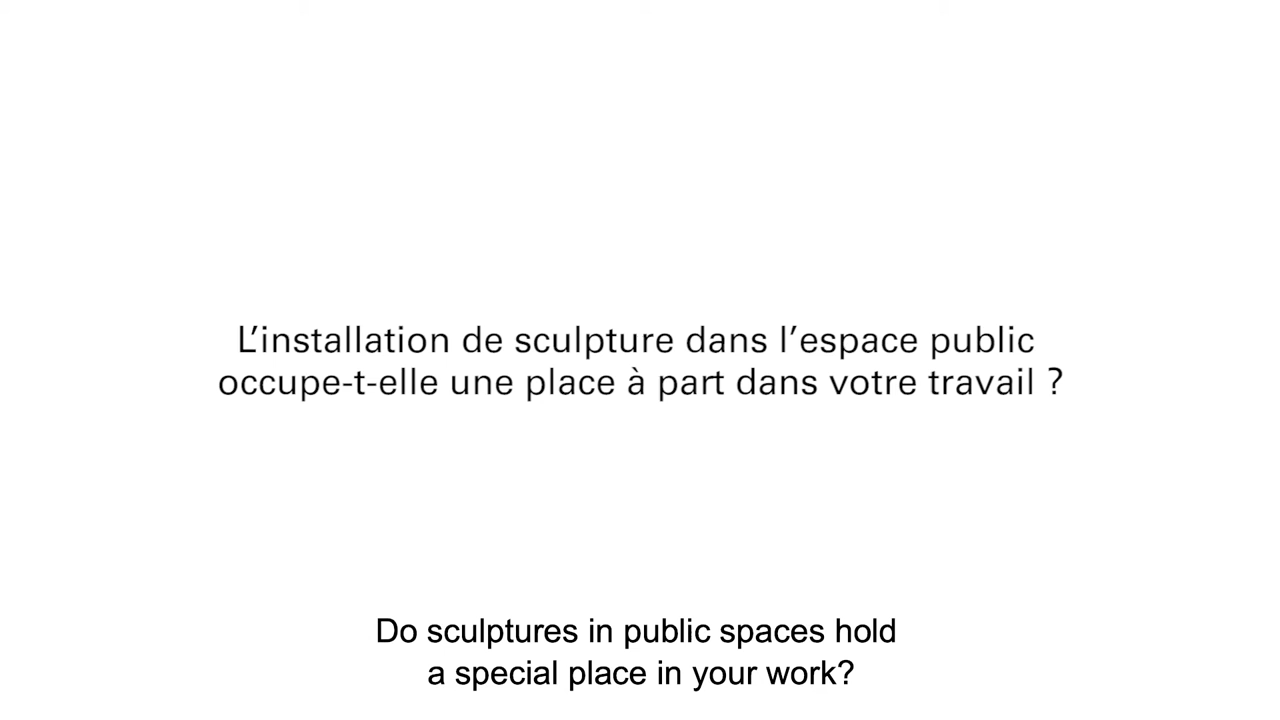 L’installation de sculpture dans l’espace public
occupe-t-elle une place à part dans votre travail ?
Do sculptures in public spaces hold
a special place in your work?